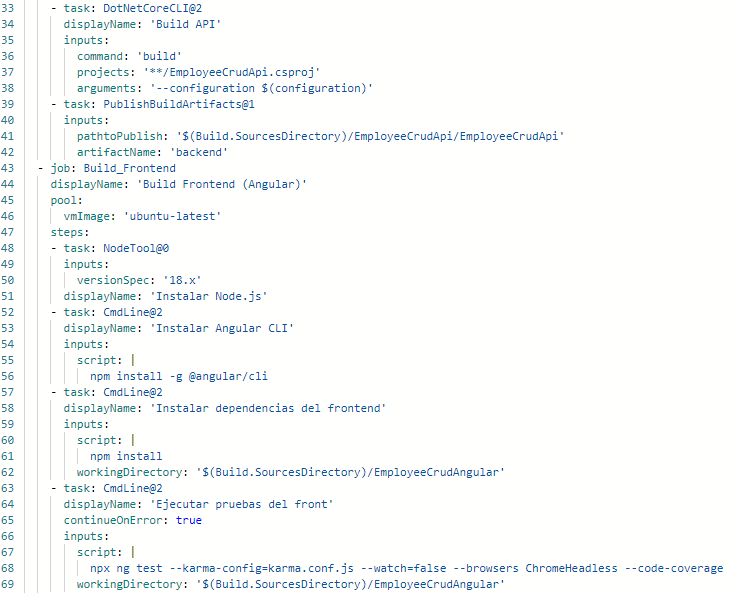 33 - task: DotNetCoreCLI@2
34 displayName: 'Build API'
35 inputs:
36 command: 'build'
37 projects: '**/EmployeeCrudApi.csproj'
38 arguments: '--configuration $(configuration)'
39 - task: PublishBuildArtifacts@1
40 inputs:
41 pathtoPublish: '$(Build.SourcesDirectory)/EmployeeCrudApi/EmployeeCrudApi'
42 artifactName: 'backend'
43 - job: Build_Frontend
44 displayName: 'Build Frontend (Angular)'
45 pool:
46 vmImage: 'ubuntu-latest'
47 steps:
48 - task: NodeTool@0
49 inputs:
50 versionSpec: '18.x'
51 displayName: 'Instalar Node.js'
52 - task: CmdLine@2
53 displayName: 'Instalar Angular CLI'
54 inputs:
55 script: |
56 npm install -g @angular/cli
57 - task: CmdLine@2
58 displayName: 'Instalar dependencias del frontend'
59 inputs:
60 script: |
61 npm install
62 workingDirectory: '$(Build.SourcesDirectory)/EmployeeCrudAngular'
63 - task: CmdLine@2
64 displayName: 'Ejecutar pruebas del front'
65 continueOnError: true
66 inputs:
67 script: |
68 npx ng test --karma-config=karma.conf.js --watch=false --browsers ChromeHeadless --code-coverage
69 workingDirectory: '$(Build.SourcesDirectory)/EmployeeCrudAngular'